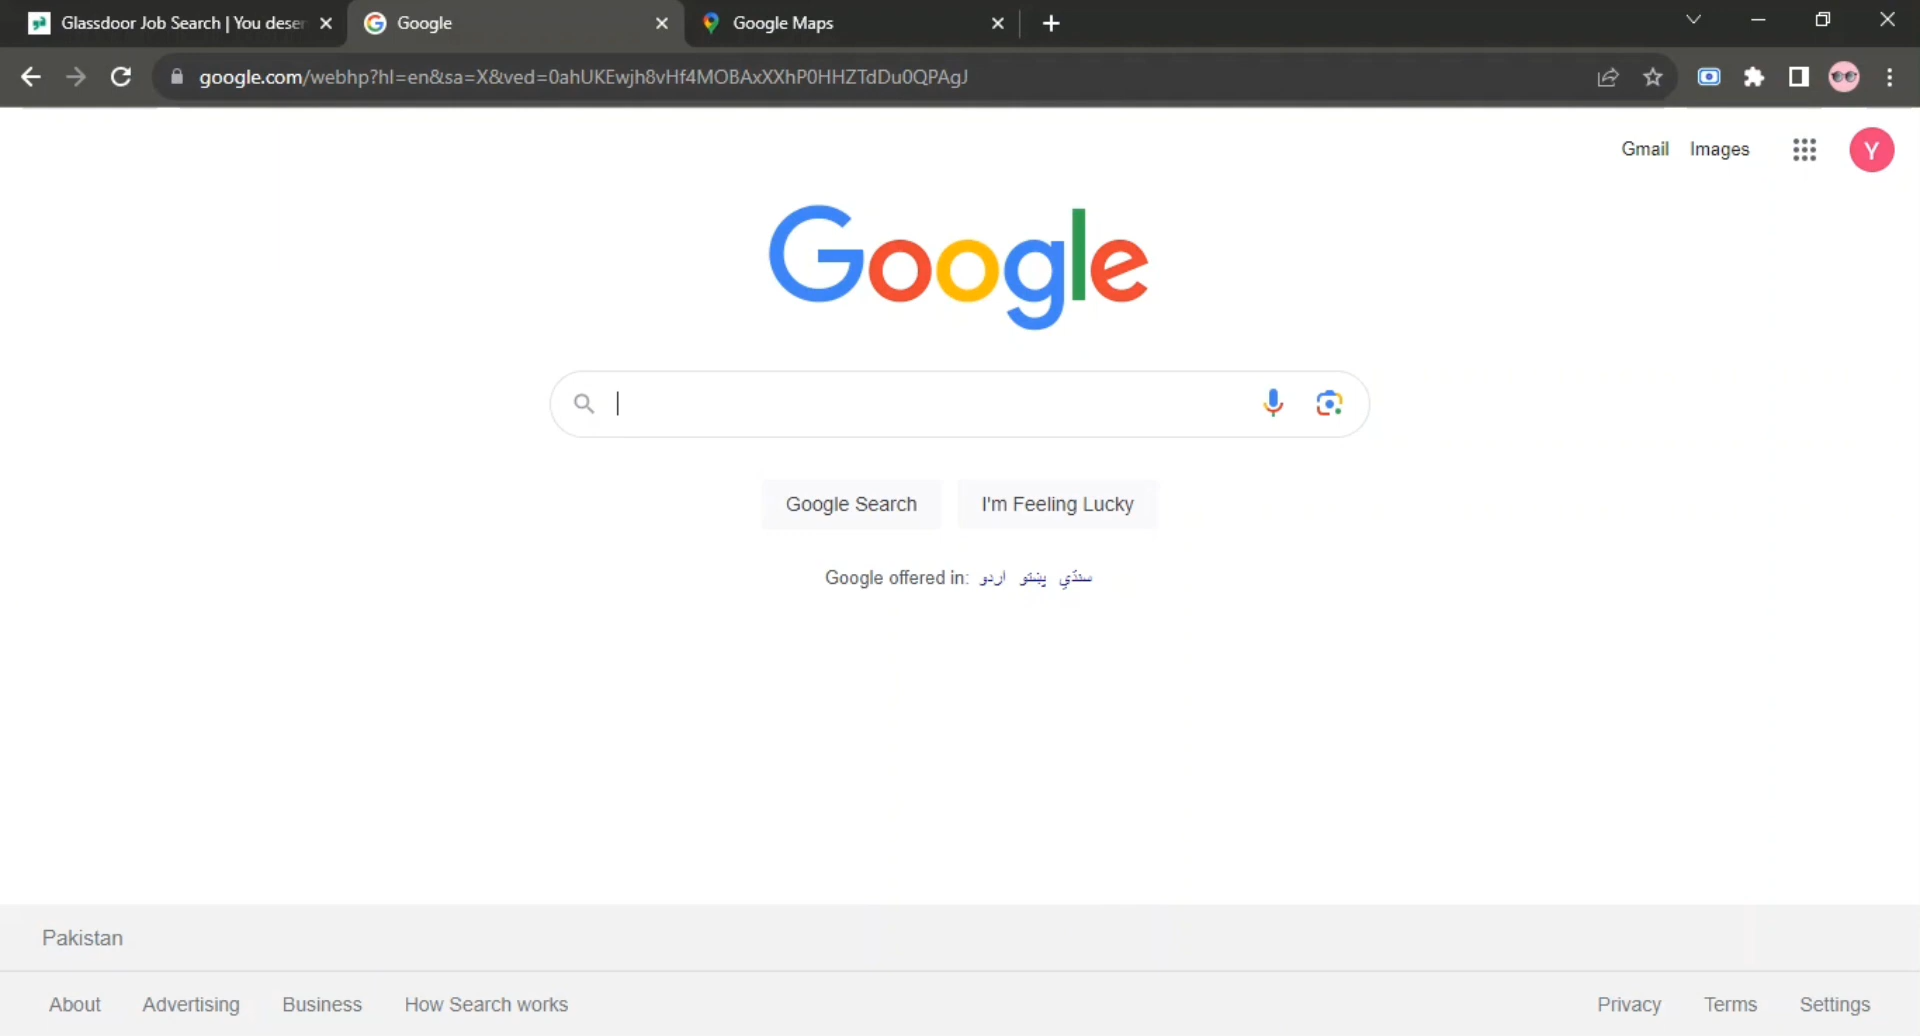 Glassdoor Job Search | You deser
Google
Google Maps
google.com/webhp?hl=en&sa=X&ved=0ahUKEwjh8vHf4MOBAxXXhP0HHZTdDu0QPAgJ
Gmail Images
Y
Google
Google Search I'm Feeling Lucky
Google offered in: اردو پښتو سنڌي
Pakistan
About Advertising Business How Search works Privacy Terms Settings